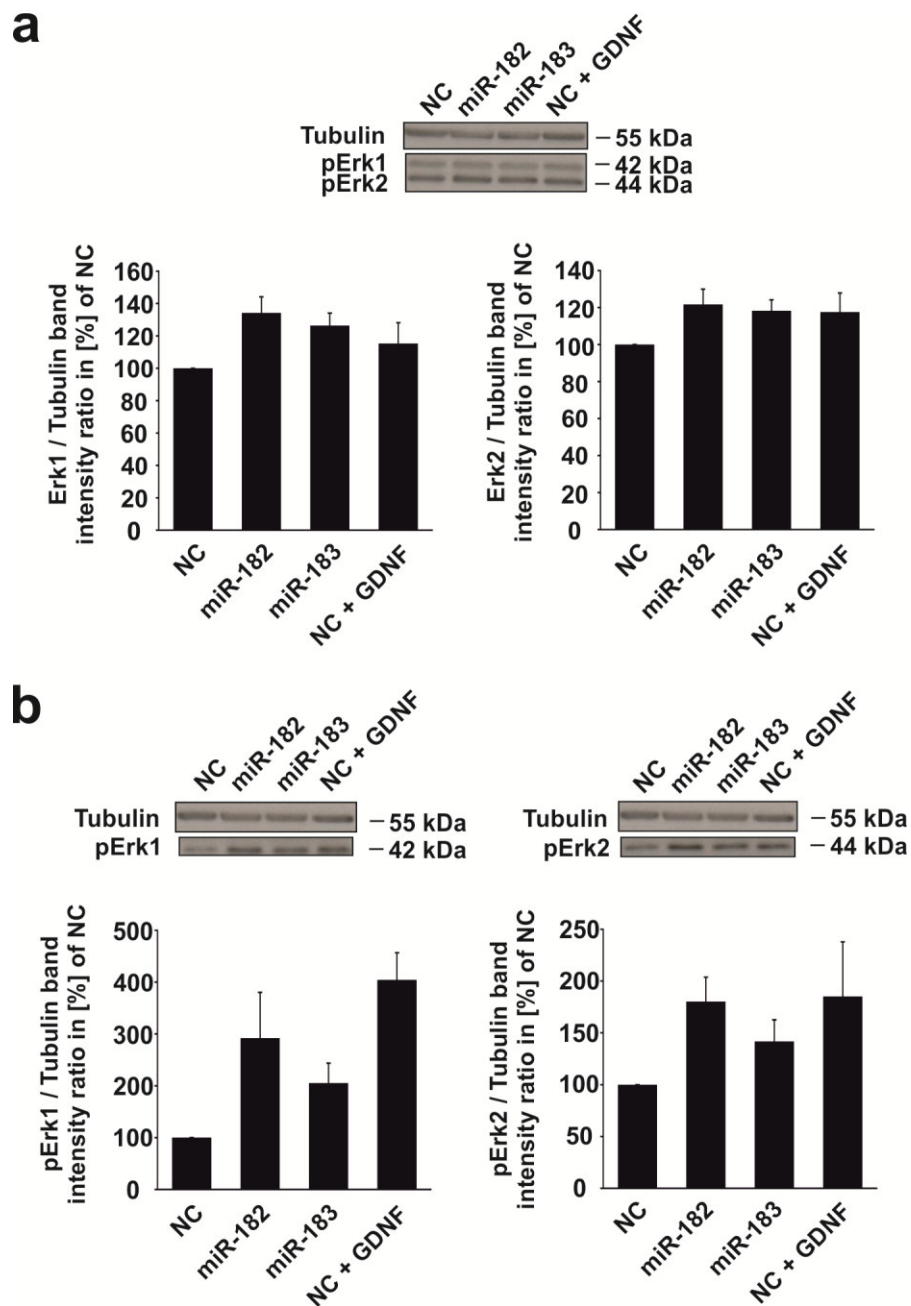 a
NC
miR-182
miR-183
NC + GDNF
Tubulin
– 55 kDa
pErk1
– 42 kDa
pErk2
– 44 kDa
Erk1 / Tubulin band
intensity ratio in [%] of NC
160
140
120
100
80
60
40
20
0
NC
miR-182
miR-183
NC + GDNF
Erk2 / Tubulin band
intensity ratio in [%] of NC
140
120
100
80
60
40
20
0
NC
miR-182
miR-183
NC + GDNF
b
NC
miR-182
miR-183
NC + GDNF
Tubulin
– 55 kDa
pErk1
– 42 kDa
NC
miR-182
miR-183
NC + GDNF
Tubulin
– 55 kDa
pErk2
– 44 kDa
pErk1 / Tubulin band
intensity ratio in [%] of NC
500
400
300
200
100
0
NC
miR-182
miR-183
NC + GDNF
pErk2 / Tubulin band
intensity ratio in [%] of NC
250
200
150
100
50
0
NC
miR-182
miR-183
NC + GDNF